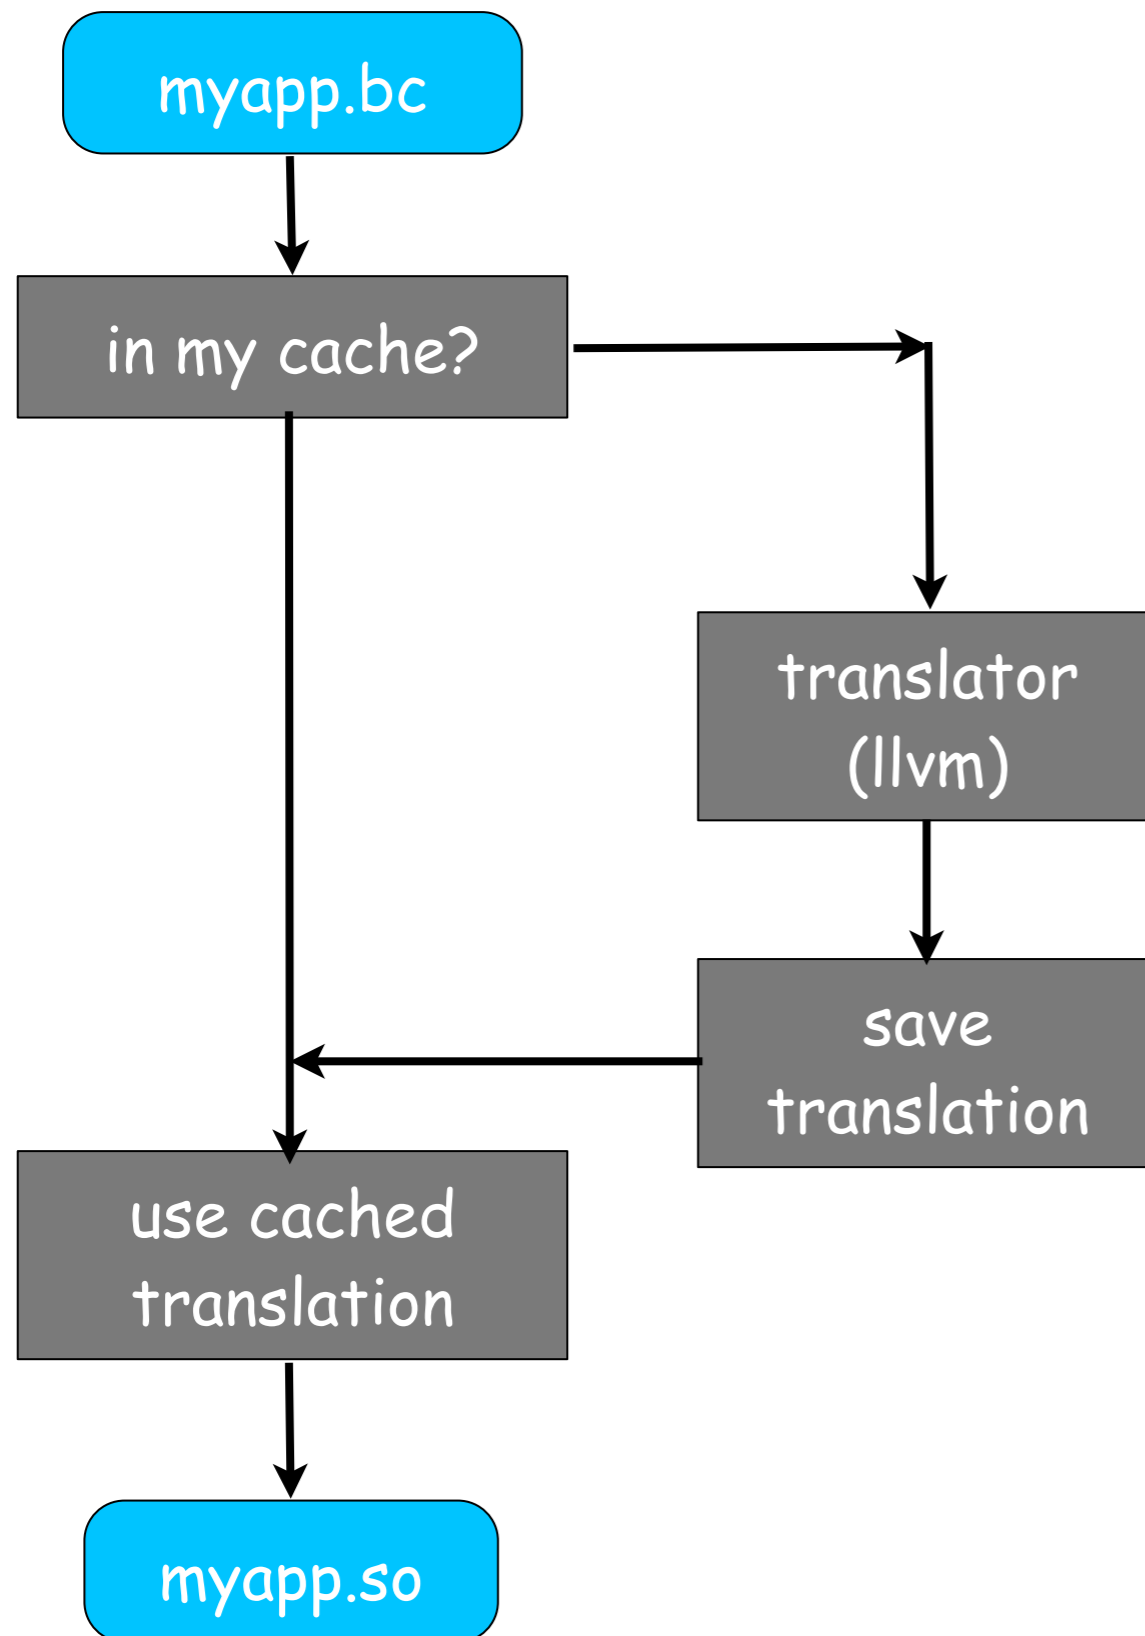 myapp.bc
in my cache?
translator
(llvm)
save
translation
use cached
translation
myapp.so